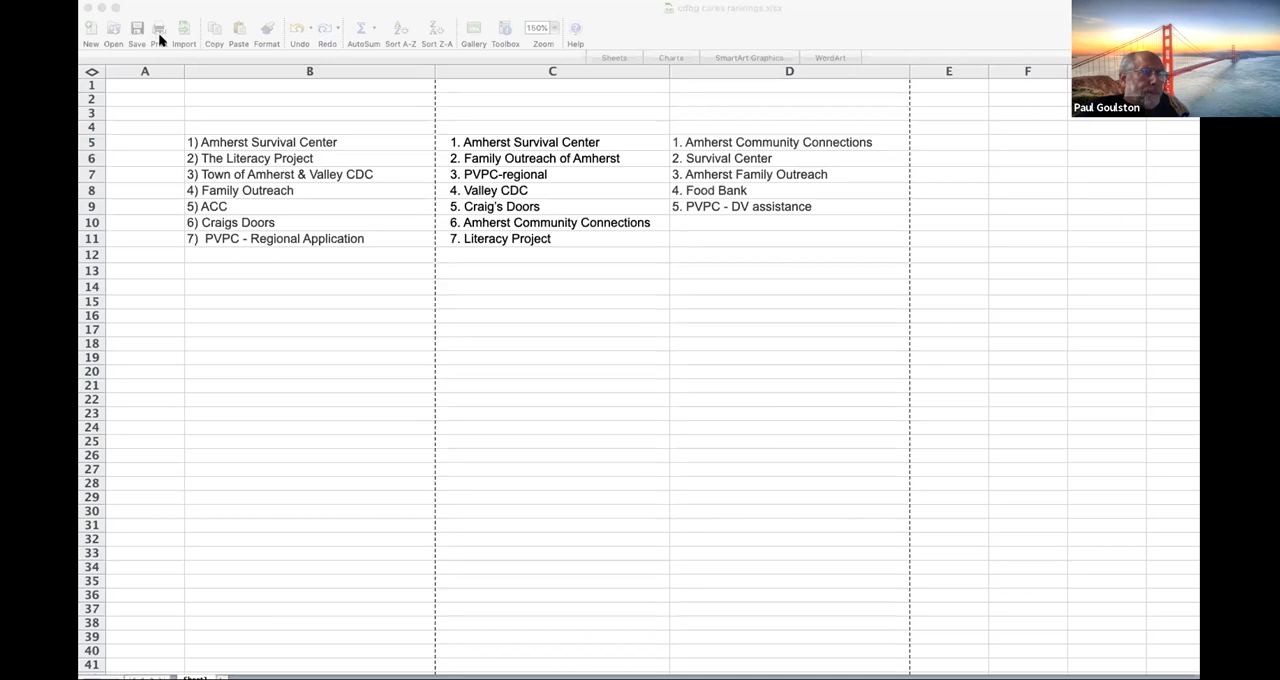 cdbg cares rankings.xlsx
New Open Save Print Import Copy Paste Format Undo Redo AutoSum Sort A-Z Sort Z-A Gallery Toolbox 150% Zoom Help
Sheets Charts SmartArt Graphics WordArt
A B C D E F
1
2
3
4
5 1) Amherst Survival Center 1. Amherst Survival Center 1. Amherst Community Connections
6 2) The Literacy Project 2. Family Outreach of Amherst 2. Survival Center
7 3) Town of Amherst & Valley CDC 3. PVPC-regional 3. Amherst Family Outreach
8 4) Family Outreach 4. Valley CDC 4. Food Bank
9 5) ACC 5. Craig's Doors 5. PVPC - DV assistance
10 6) Craigs Doors 6. Amherst Community Connections
11 7) PVPC - Regional Application 7. Literacy Project
12
13
14
15
16
17
18
19
20
21
22
23
24
25
26
27
28
29
30
31
32
33
34
35
36
37
38
39
40
41
Sheet1
Paul Goulston